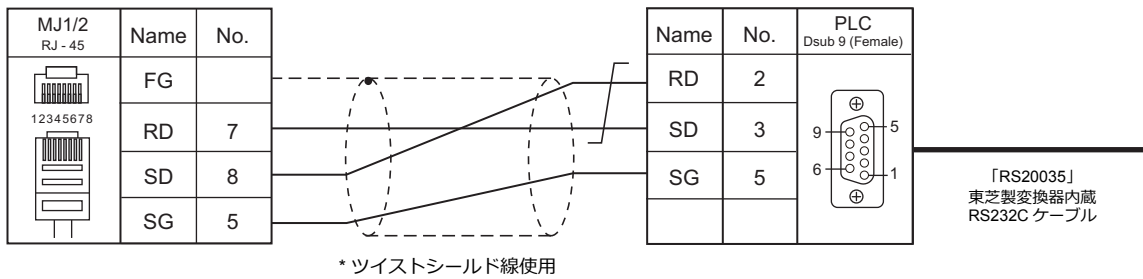 MJ1/2
RJ - 45
Name
No.
12345678
FG
RD
7
SD
8
SG
5
Name
No.
PLC
Dsub 9 (Female)
RD
2
SD
3
SG
5
9
5
6
1
「RS20035」
東芝製変換器内蔵
RS232C ケーブル
* ツイストシールド線使用